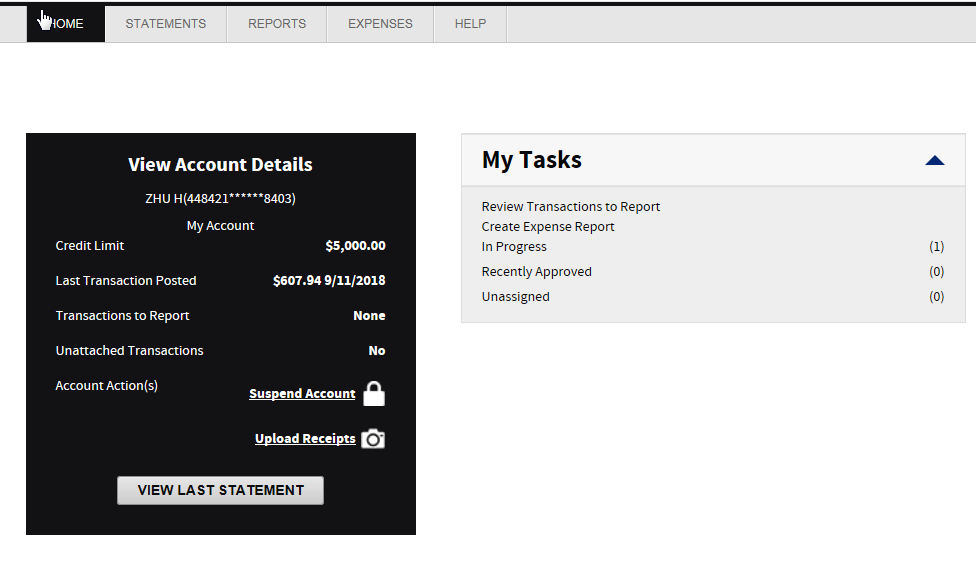 HOME STATEMENTS REPORTS EXPENSES HELP
View Account Details
ZHU H(448421******8403)
My Account
Credit Limit $5,000.00
Last Transaction Posted $607.94 9/11/2018
Transactions to Report None
Unattached Transactions No
Account Action(s) Suspend Account
Upload Receipts
VIEW LAST STATEMENT
My Tasks
Review Transactions to Report
Create Expense Report
In Progress (1)
Recently Approved (0)
Unassigned (0)